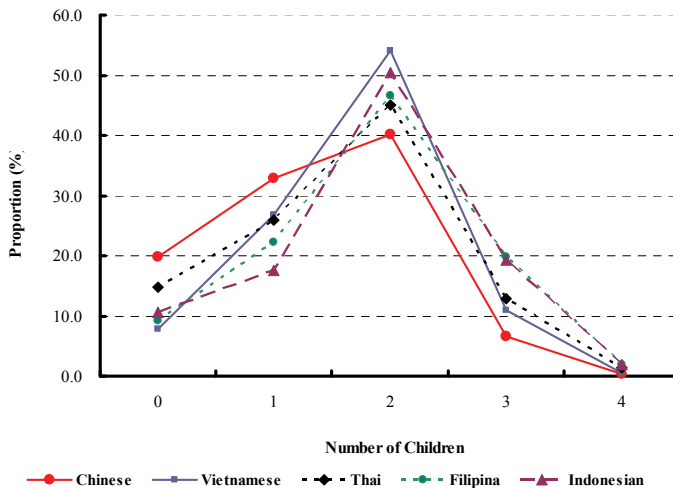 60.0
50.0
40.0
30.0
20.0
10.0
0.0
Proportion (%)
0 1 2 3 4
Number of Children
Chinese Vietnamese Thai Filipina Indonesian